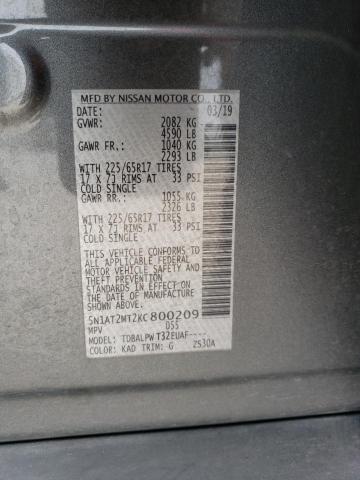 MFD BY NISSAN MOTOR CO., LTD.
DATE: 03/19
GVWR: 2082 KG
4590 LB
GAWR FR.: 1040 KG
2293 LB
WITH 225/65R17 TIRES
17 X 7J RIMS AT 33 PSI
COLD SINGLE
GAWR RR.: 1055 KG
2326 LB
WITH 225/65R17 TIRES
17 X 7J RIMS AT 33 PSI
COLD SINGLE
THIS VEHICLE CONFORMS TO
ALL APPLICABLE FEDERAL
MOTOR VEHICLE SAFETY
AND THEFT PREVENTION
STANDARDS IN EFFECT ON
THE DATE OF MANUFACTURE
SHOWN ABOVE.
5N1AT2MT2KC800209
MPV DSS
MODEL: TDBALPWT32EUAF----
COLOR: KAD TRIM: G ZS30A